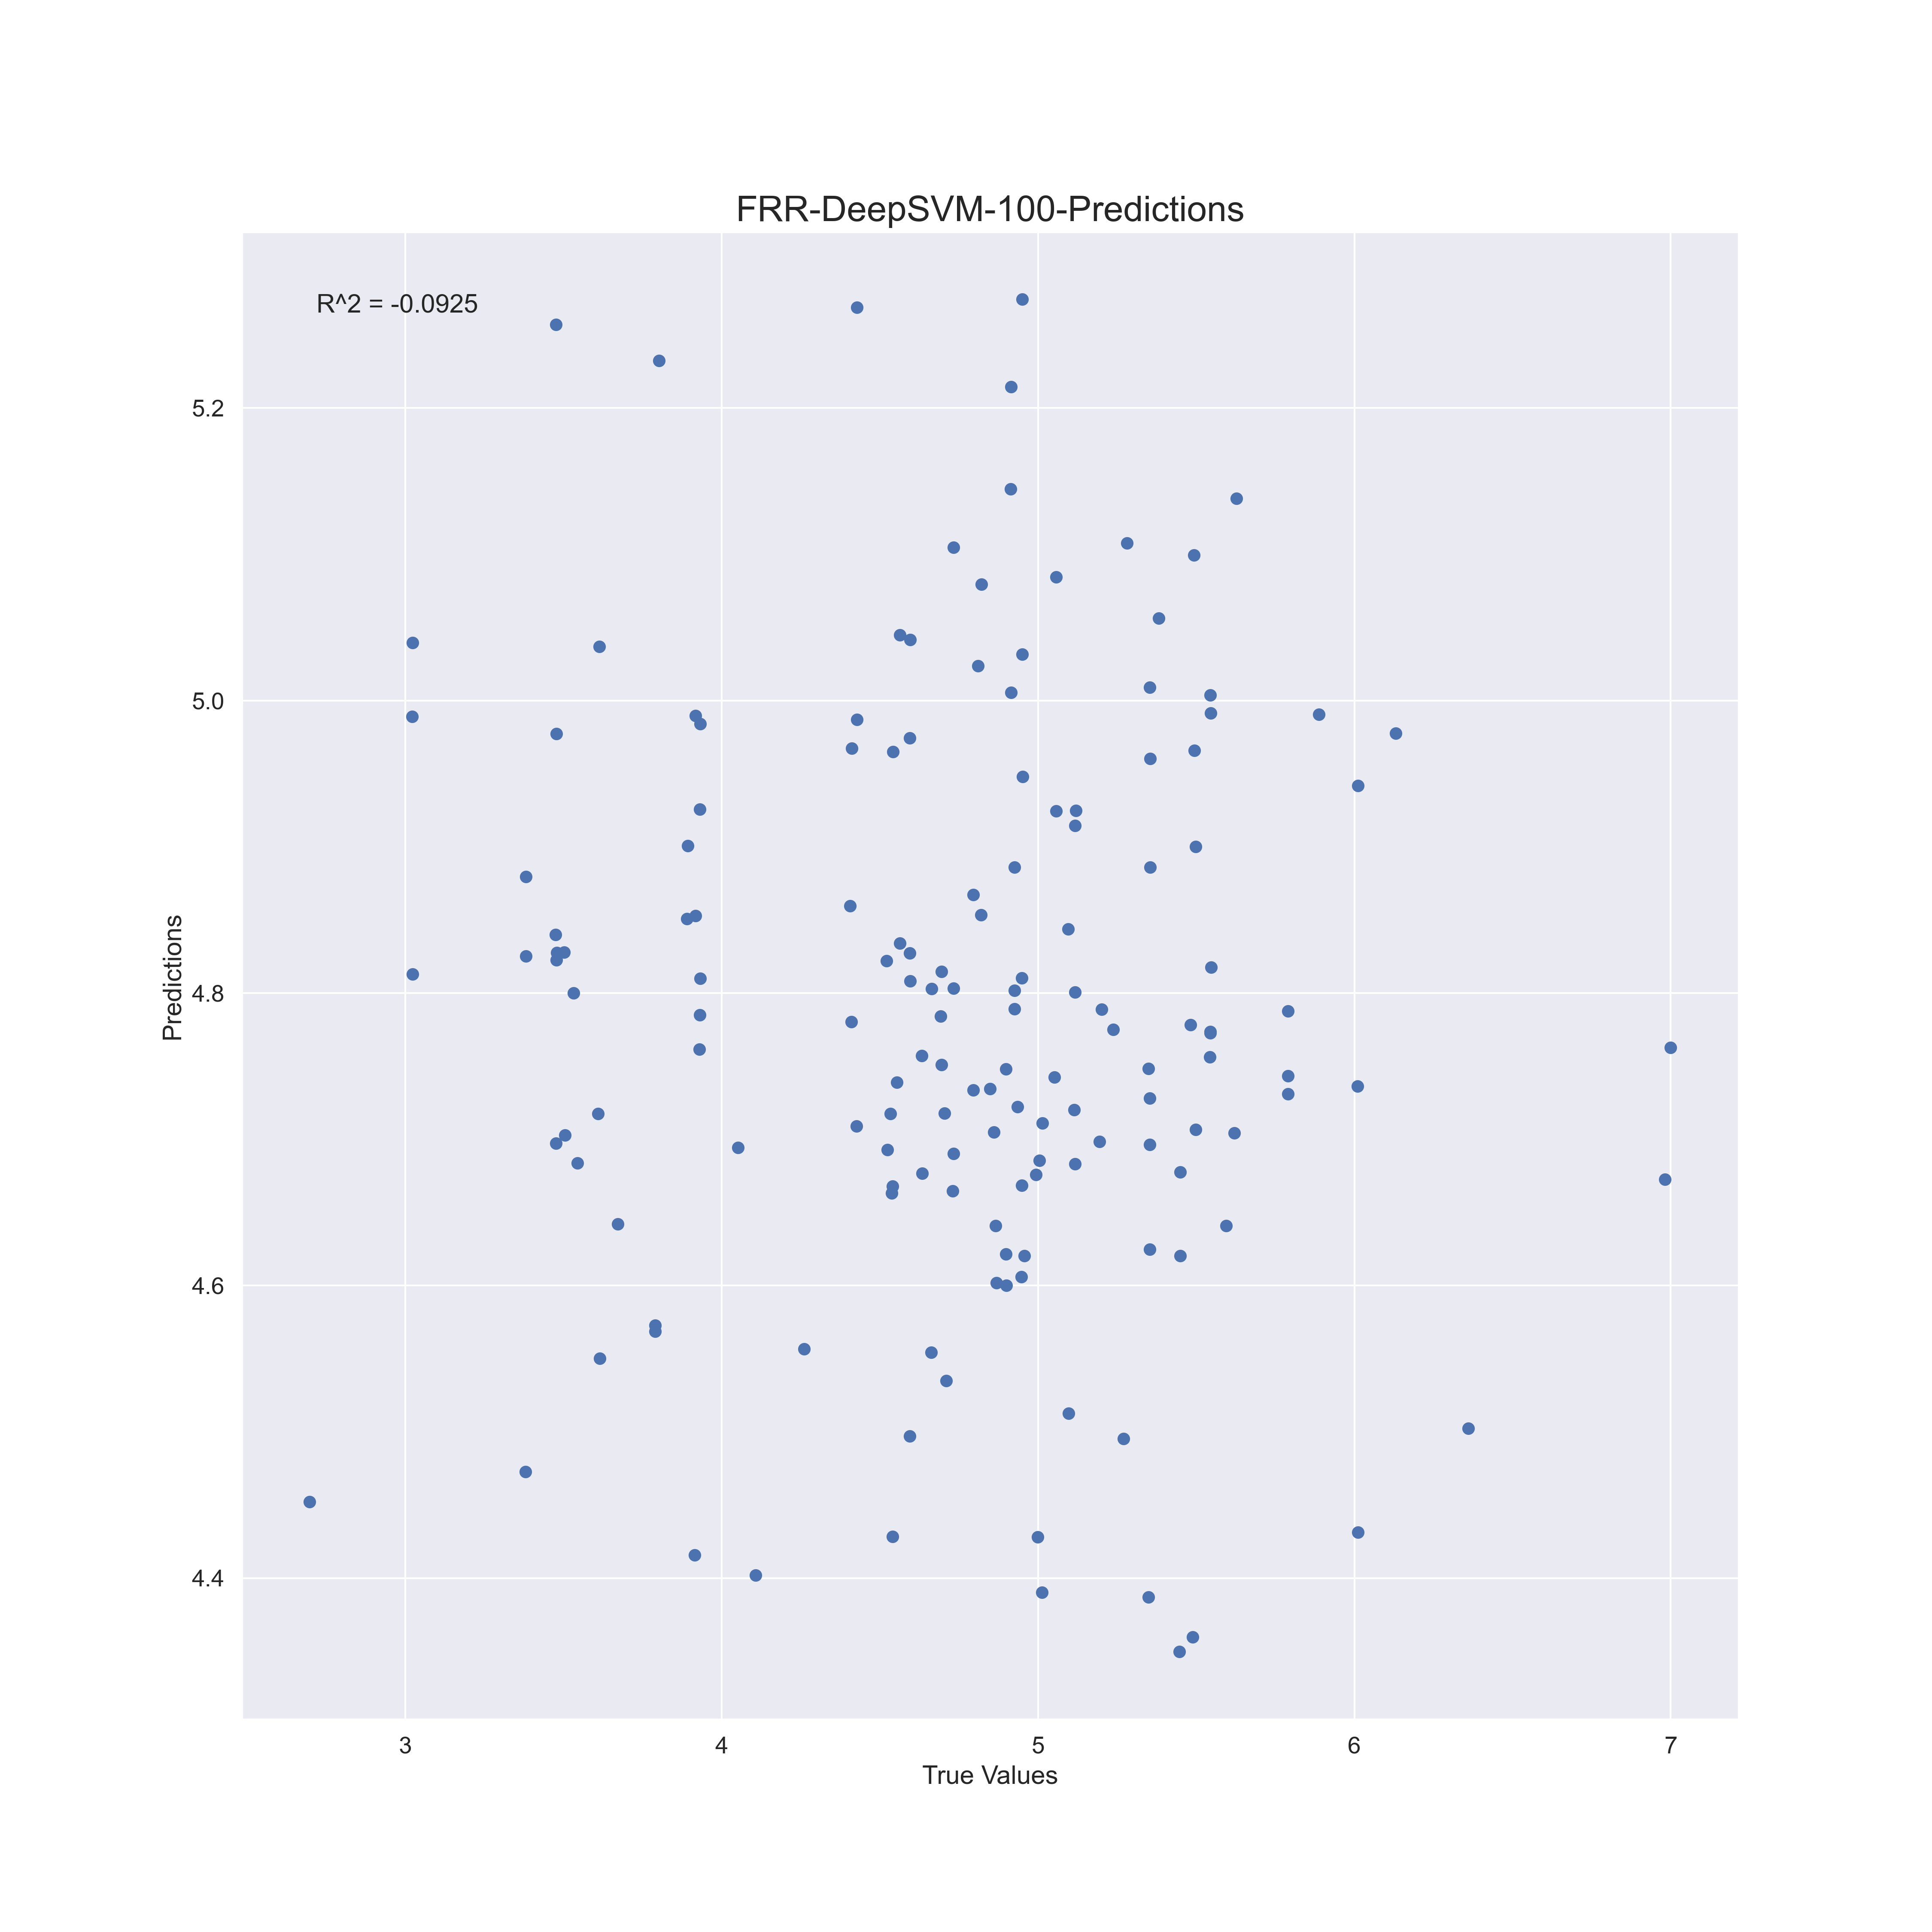 FRR-DeepSVM-100-Predictions
R^2 = -0.0925
5.2
5.0
4.8
4.6
4.4
Predictions
3 4 5 6 7
True Values